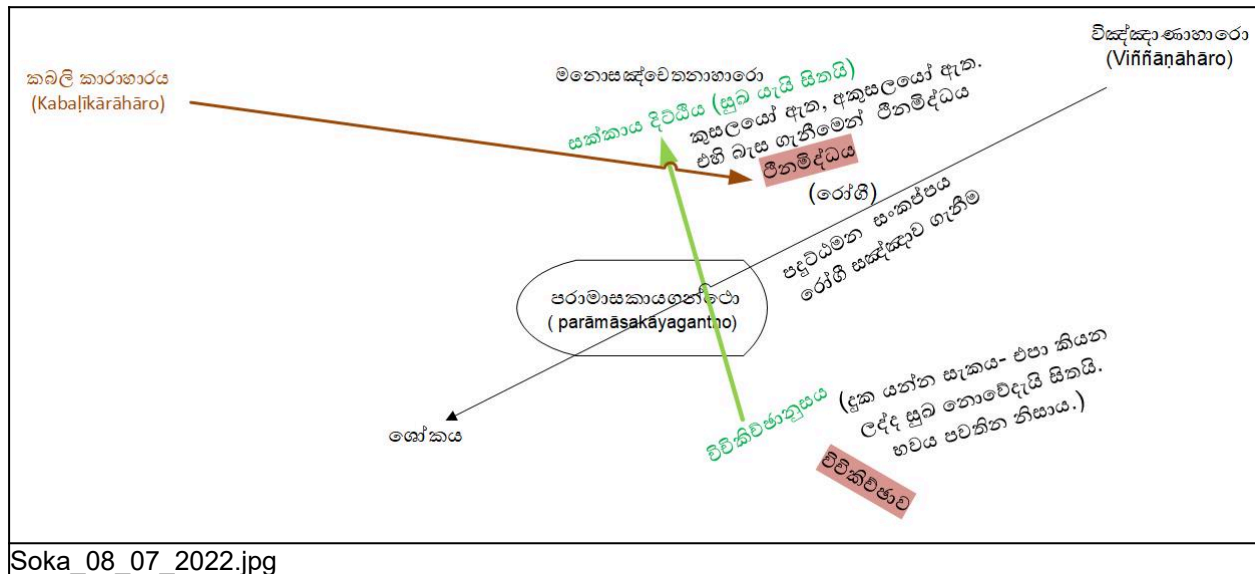 විඤ්ඤාණාහාරො
(Viññāṇāhāro)
කබලි කාරාහාරය
(Kabaḷīkārāhāro)
මනොසඤ්චෙතනාහාරො
සක්කාය දිට්ඨිය (සුබ යැයි සිතයි)
කුසලයෝ ඇත, අකුසලයෝ ඇත.
එහි බැස ගැනීමෙන් ථීනමිද්ධය
ථීනමිද්ධය
(රෝගී)
පදුට්ඨමන සංකප්පය
රෝගී සඤ්ඤාව ගැනීම
පරාමාසකායගන්ථො
( parāmāsakāyagantho)
විචිකිච්ඡානුසය (දුක යන්න සැකය- එපා කියන
ලද්ද සුබ නොවේදැයි සිතයි.
භවය පවතින නිසාය.)
ශෝකය
විචිකිච්ඡාව
Soka_08_07_2022.jpg